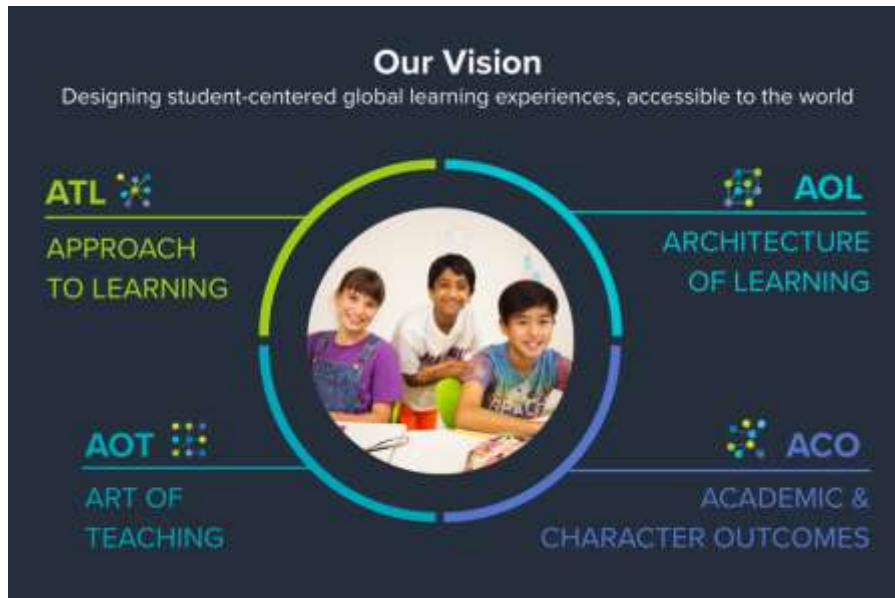 Our Vision
Designing student-centered global learning experiences, accessible to the world
ATL
APPROACH
TO LEARNING
AOL
ARCHITECTURE
OF LEARNING
AOT
ART OF
TEACHING
ACO
ACADEMIC &
CHARACTER OUTCOMES